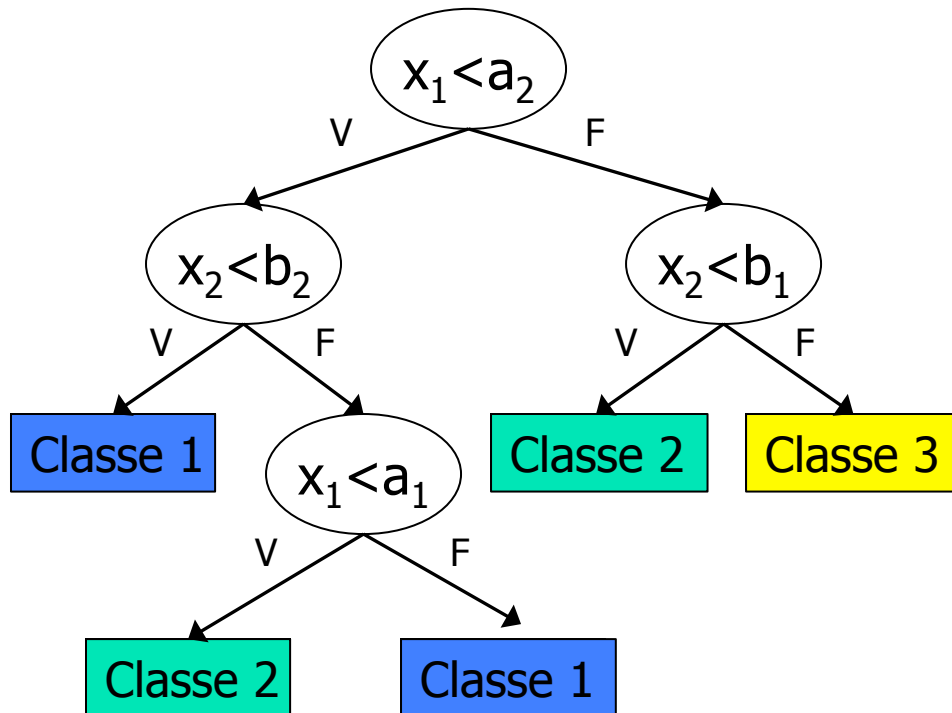 x₁<a₂
V F
x₂<b₂ x₂<b₁
V F V F
Classe 1 Classe 2 Classe 3
x₁<a₁
V F
Classe 2 Classe 1